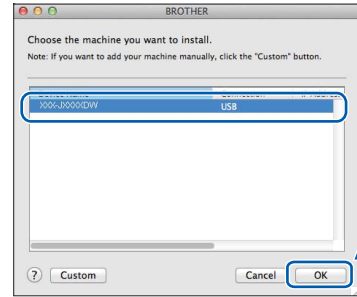 BROTHER
Choose the machine you want to install.
Note: If you want to add your machine manually, click the "Custom" button.
XXX-JXXXXDW USB
? Custom Cancel OK